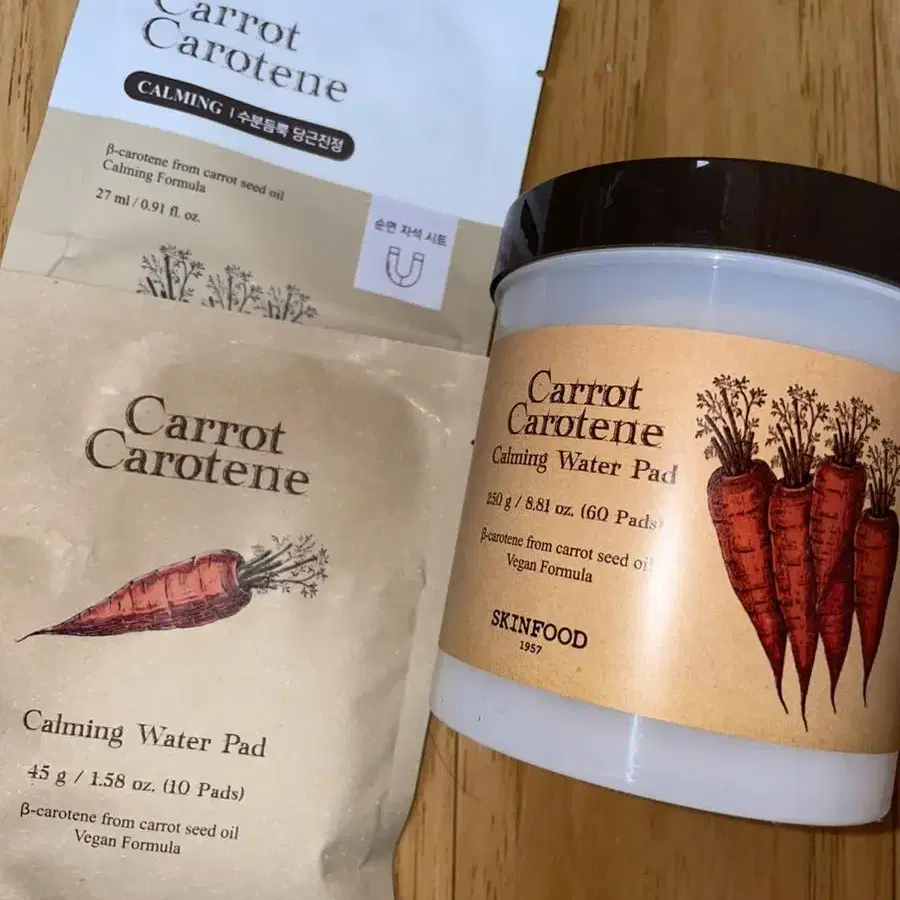 Carrot
Carotene
CALMING | 수분듬뿍 당근진정
β-carotene from carrot seed oil
Calming Formula
27 ml / 0.91 fl. oz.
순면 자석 시트
Carrot
Carotene
Calming Water Pad
45 g / 1.58 oz. (10 Pads)
β-carotene from carrot seed oil
Vegan Formula
Carrot
Carotene
Calming Water Pad
250 g / 8.81 oz. (60 Pads)
β-carotene from carrot seed oil
Vegan Formula
SKINFOOD
1957